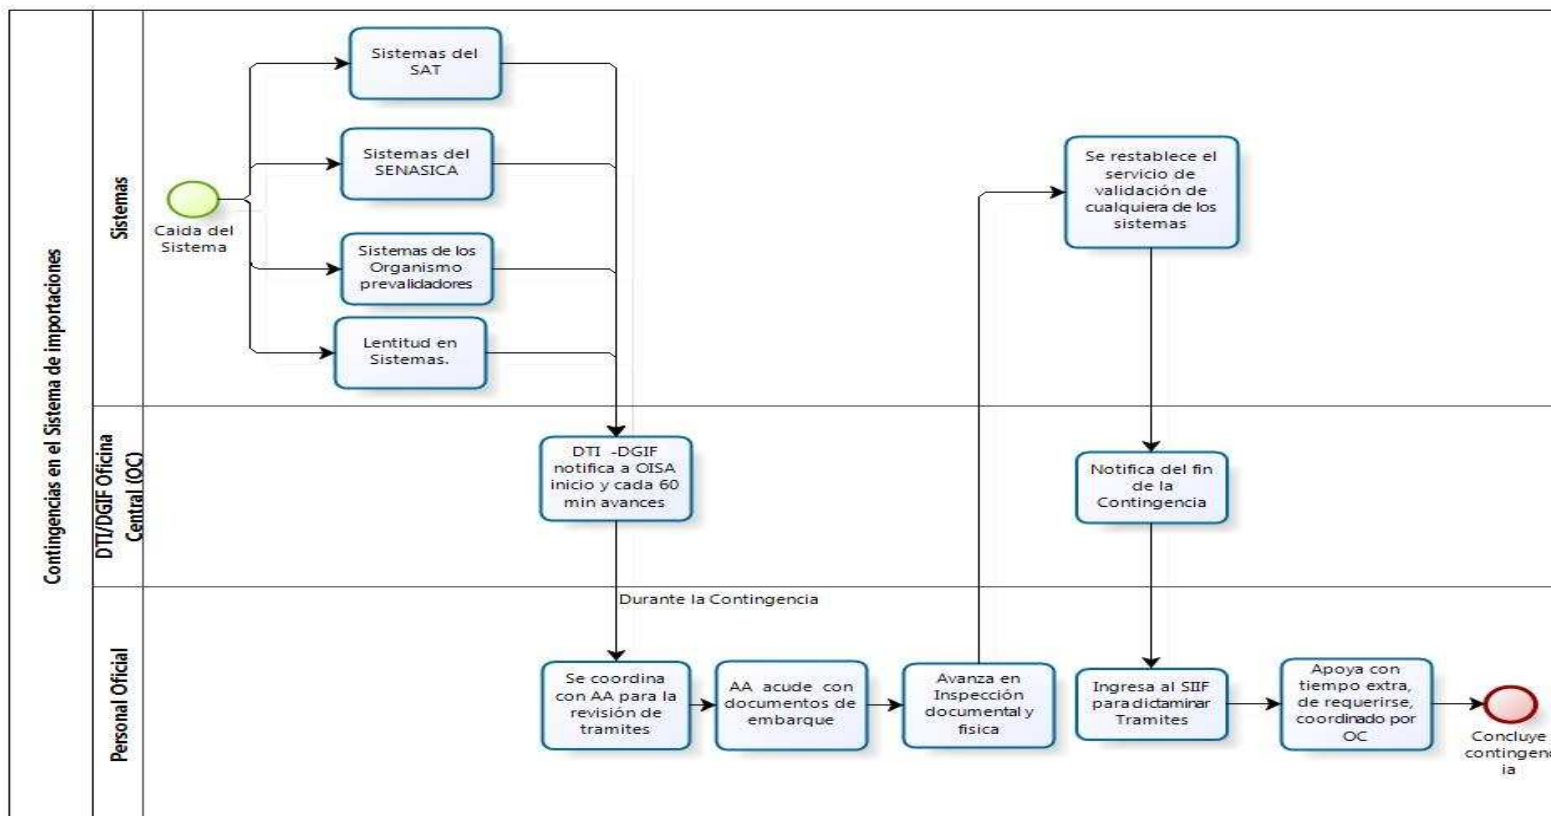 Contingencias en el Sistema de importaciones
Sistemas
Caida del
Sistema
Sistemas del
SAT
Sistemas del
SENASICA
Sistemas de los
Organismo
prevalidadores
Lentitud en
Sistemas.
Se restablece el
servicio de
validación de
cualquiera de los
sistemas
DTI/DGIF Oficina
Central (OC)
DTI -DGIF
notifica a OISA
inicio y cada 60
min avances
Notifica del fin
de la
Contingencia
Personal Oficial
Durante la Contingencia
Se coordina
con AA para la
revisión de
tramites
AA acude con
documentos de
embarque
Avanza en
Inspección
documental y
fisica
Ingresa al SIIF
para dictaminar
Tramites
Apoya con
tiempo extra,
de requerirse,
coordinado por
OC
Concluye
contingenc
ia